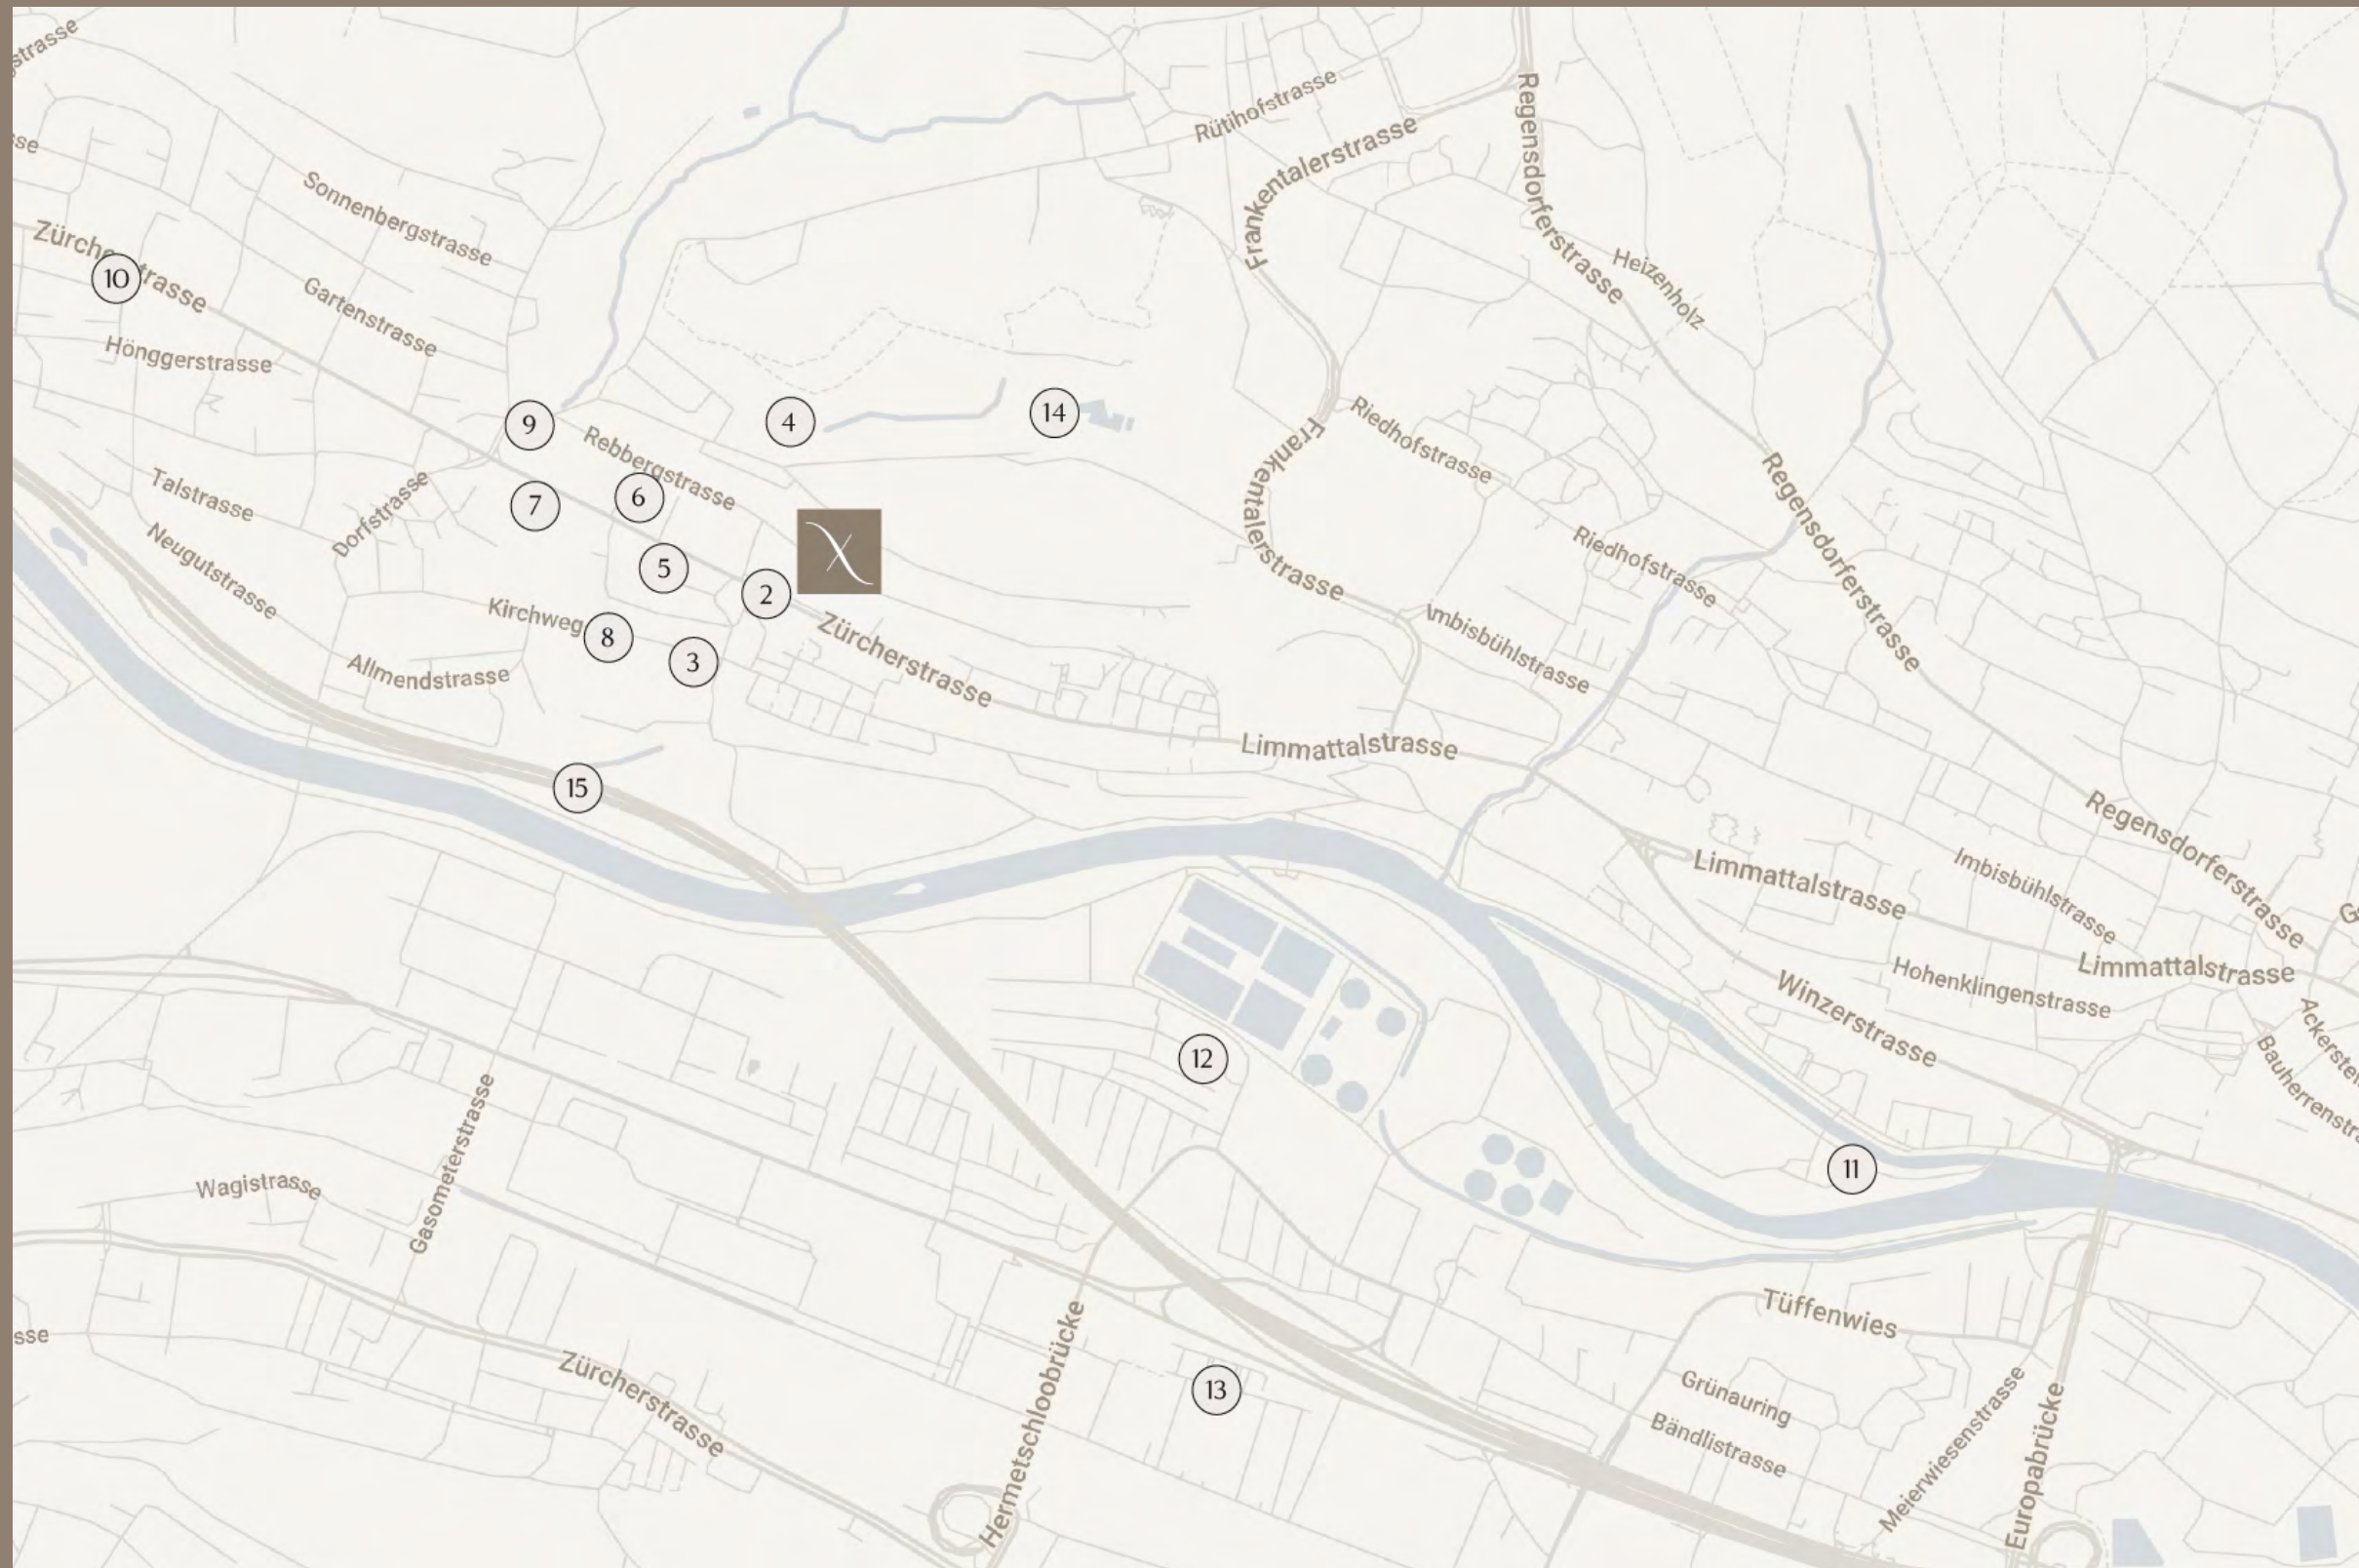 strasse
Rütihofstrasse
Regensdorferstrasse
Frankentalerstrasse
sse
Sonnenbergstrasse
Zürcherstrasse
10
Heizenholz
Gartenstrasse
Hönggerstrasse
9
4
14
Riedhofstrasse
Rebbergstrasse
Frankentalerstrasse
Regensdorferstrasse
Talstrasse
Dorfstrasse
7
6
Neugutstrasse
5
2
Riedhofstrasse
Kirchweg
8
3
Zürcherstrasse
Imbisbühlstrasse
Allmendstrasse
Limmattalstrasse
15
Regensdorferstrasse
Limmattalstrasse
Imbisbühlstrasse
G
Limmattalstrasse
Hohenklingenstrasse
Winzerstrasse
Ackerstei
Bauherrenstra
12
Gasometerstrasse
11
Wagistrasse
Tüffenwies
sse
Zürcherstrasse
Hermetschloobrücke
13
Grünauring
Bändlistrasse
Meierwiesenstrasse
Europabrücke